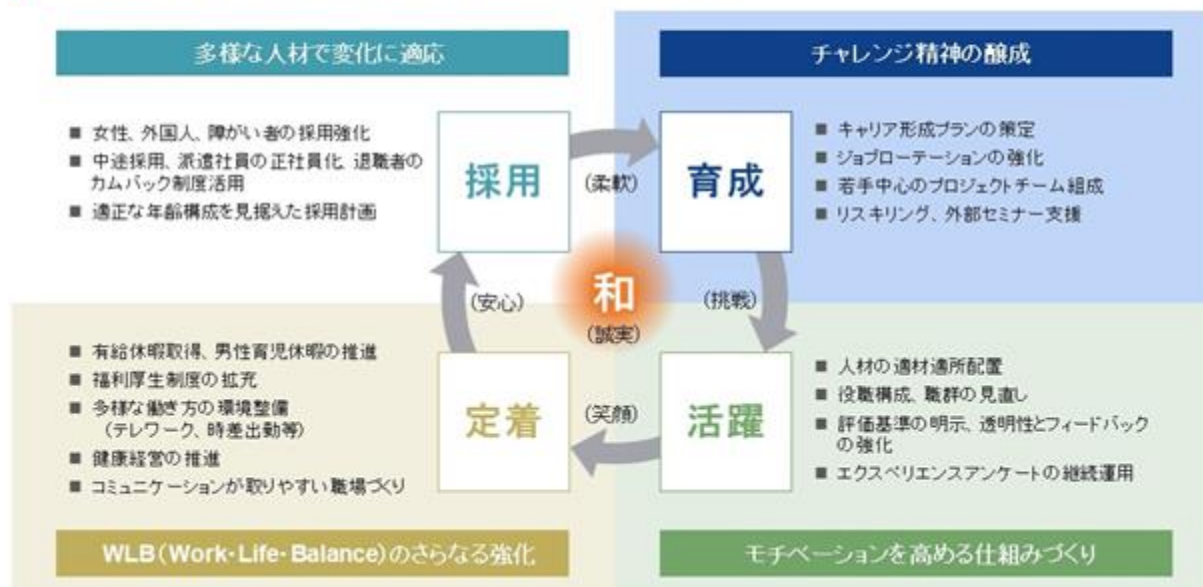 多様な人材で変化に適応
■ 女性、外国人、障がい者の採用強化
■ 中途採用、派遣社員の正社員化、退職者の
カムバック制度活用
■ 適正な年齢構成を見据えた採用計画
採用
(柔軟)
チャレンジ精神の醸成
育成
■ キャリア形成プランの策定
■ ジョブローテーションの強化
■ 若手中心のプロジェクトチーム組成
■ リスキリング、外部セミナー支援
(安心)
和
(誠実)
(挑戦)
■ 有給休暇取得、男性育児休暇の推進
■ 福利厚生制度の拡充
■ 多様な働き方の環境整備
(テレワーク、時差出勤等)
■ 健康経営の推進
■ コミュニケーションが取りやすい職場づくり
定着
(笑顔)
WLB(Work・Life・Balance)のさらなる強化
活躍
■ 人材の適材適所配置
■ 役職構成、職群の見直し
■ 評価基準の明示、透明性とフィードバック
の強化
■ エクスペリエンスアンケートの継続運用
モチベーションを高める仕組みづくり